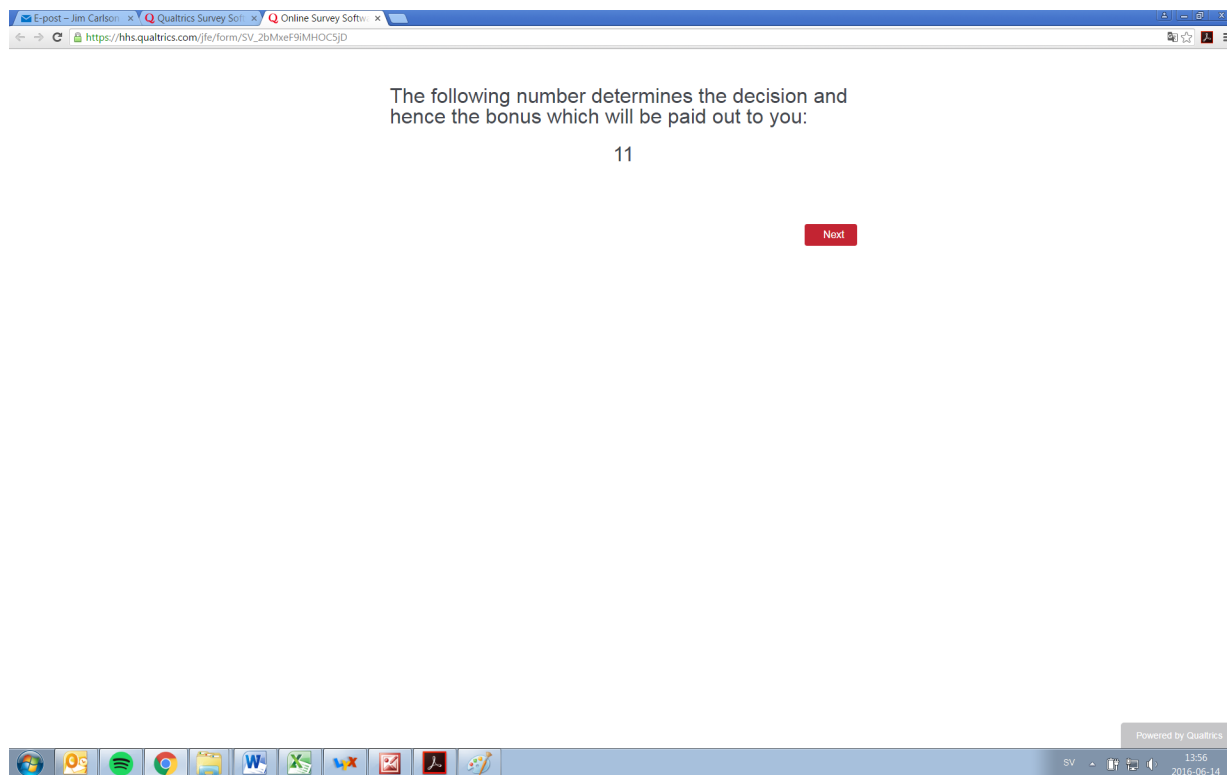 E-post – Jim Carlson
Qualtrics Survey Soft
Online Survey Softw
https://hhs.qualtrics.com/jfe/form/SV_2bMxeF9iMHOC5jD
The following number determines the decision and
hence the bonus which will be paid out to you:
11
Next
Powered by Qualtrics
SV
13:56
2016-06-14